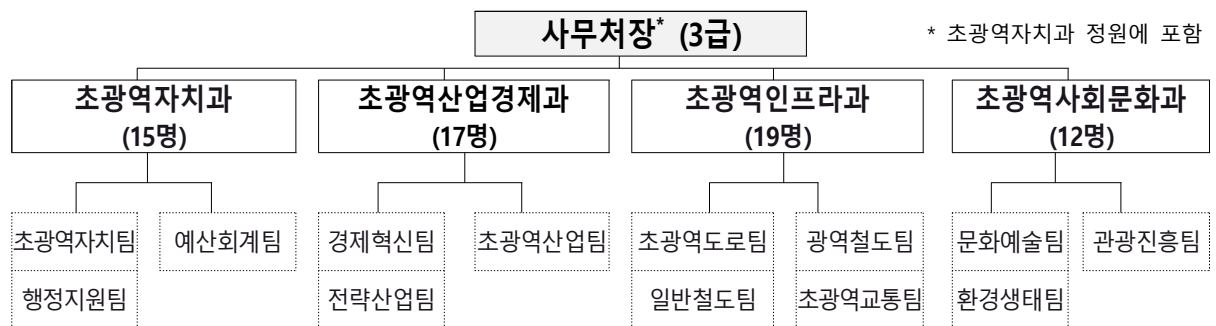 사무처장* (3급)
* 초광역자치과 정원에 포함
초광역자치과
(15명)
초광역산업경제과
(17명)
초광역인프라과
(19명)
초광역사회문화과
(12명)
초광역자치팀
예산회계팀
행정지원팀
경제혁신팀
초광역산업팀
전략산업팀
초광역도로팀
광역철도팀
일반철도팀
초광역교통팀
문화예술팀
관광진흥팀
환경생태팀